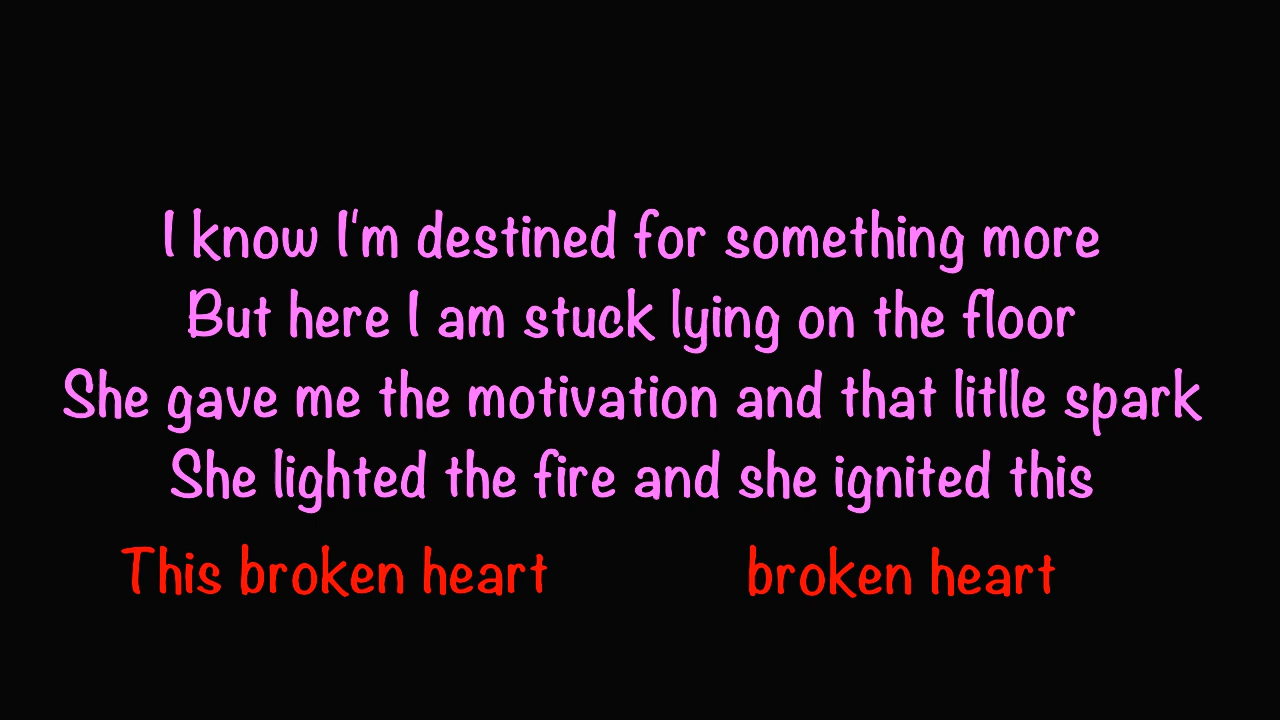 I know I'm destined for something more
But here I am stuck lying on the floor
She gave me the motivation and that litlle spark
She lighted the fire and she ignited this
This broken heart broken heart